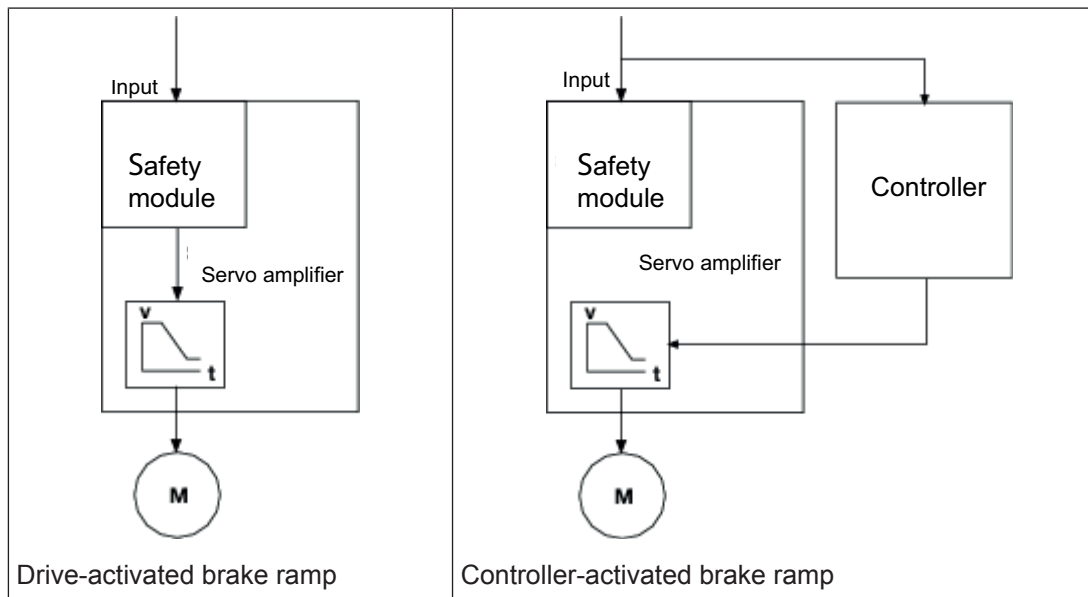 Input
Safety
module
Servo amplifier
v
t
M
Drive-activated brake ramp
Input
Safety
module
Controller
Servo amplifier
v
t
M
Controller-activated brake ramp